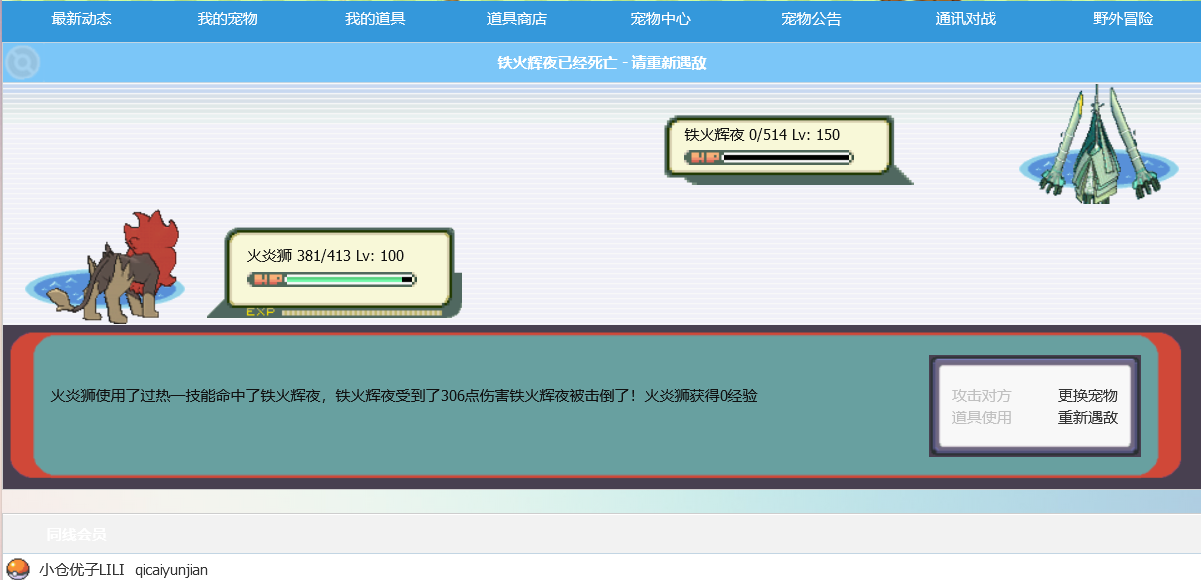 最新动态 我的宠物 我的道具 道具商店 宠物中心 宠物公告 通讯对战 野外冒险
铁火辉夜已经死亡 - 请重新遇敌
铁火辉夜 0/514 Lv: 150
火炎狮 381/413 Lv: 100
EXP
火炎狮使用了过热—技能命中了铁火辉夜，铁火辉夜受到了306点伤害铁火辉夜被击倒了！火炎狮获得0经验
攻击对方 更换宠物
道具使用 重新遇敌
同线会员
小仓优子LILI qicaiyunjian